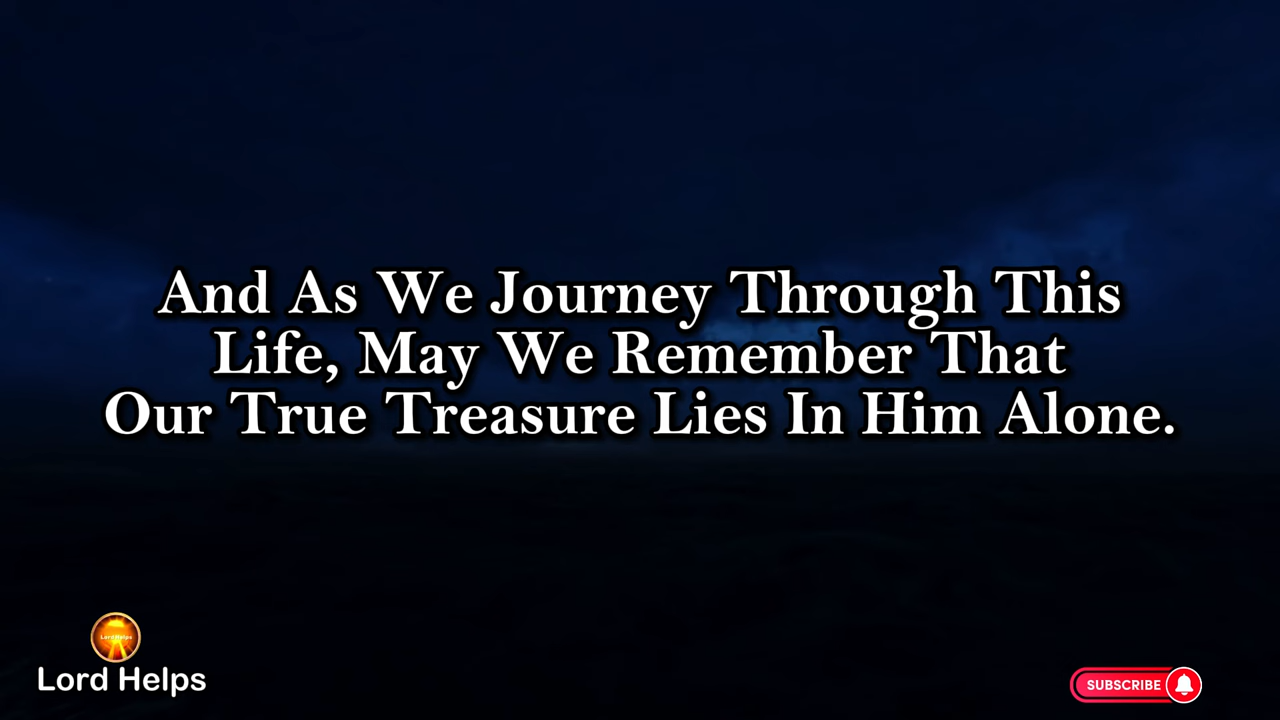 And As We Journey Through This
Life, May We Remember That
Our True Treasure Lies In Him Alone.
Lord Helps
Lord Helps
SUBSCRIBE